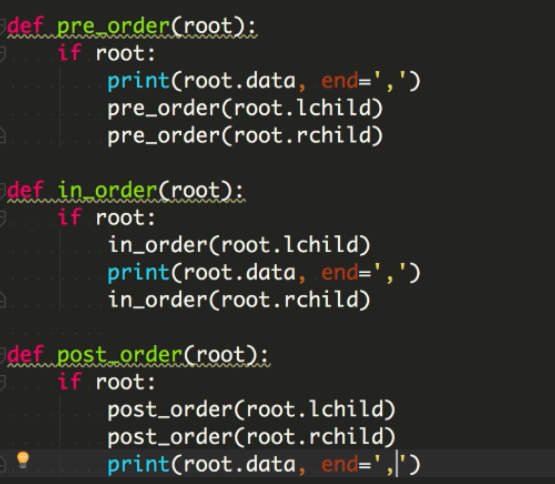 def pre_order(root):
    if root:
        print(root.data, end=',')
        pre_order(root.lchild)
        pre_order(root.rchild)

def in_order(root):
    if root:
        in_order(root.lchild)
        print(root.data, end=',')
        in_order(root.rchild)

def post_order(root):
    if root:
        post_order(root.lchild)
        post_order(root.rchild)
        print(root.data, end=',')